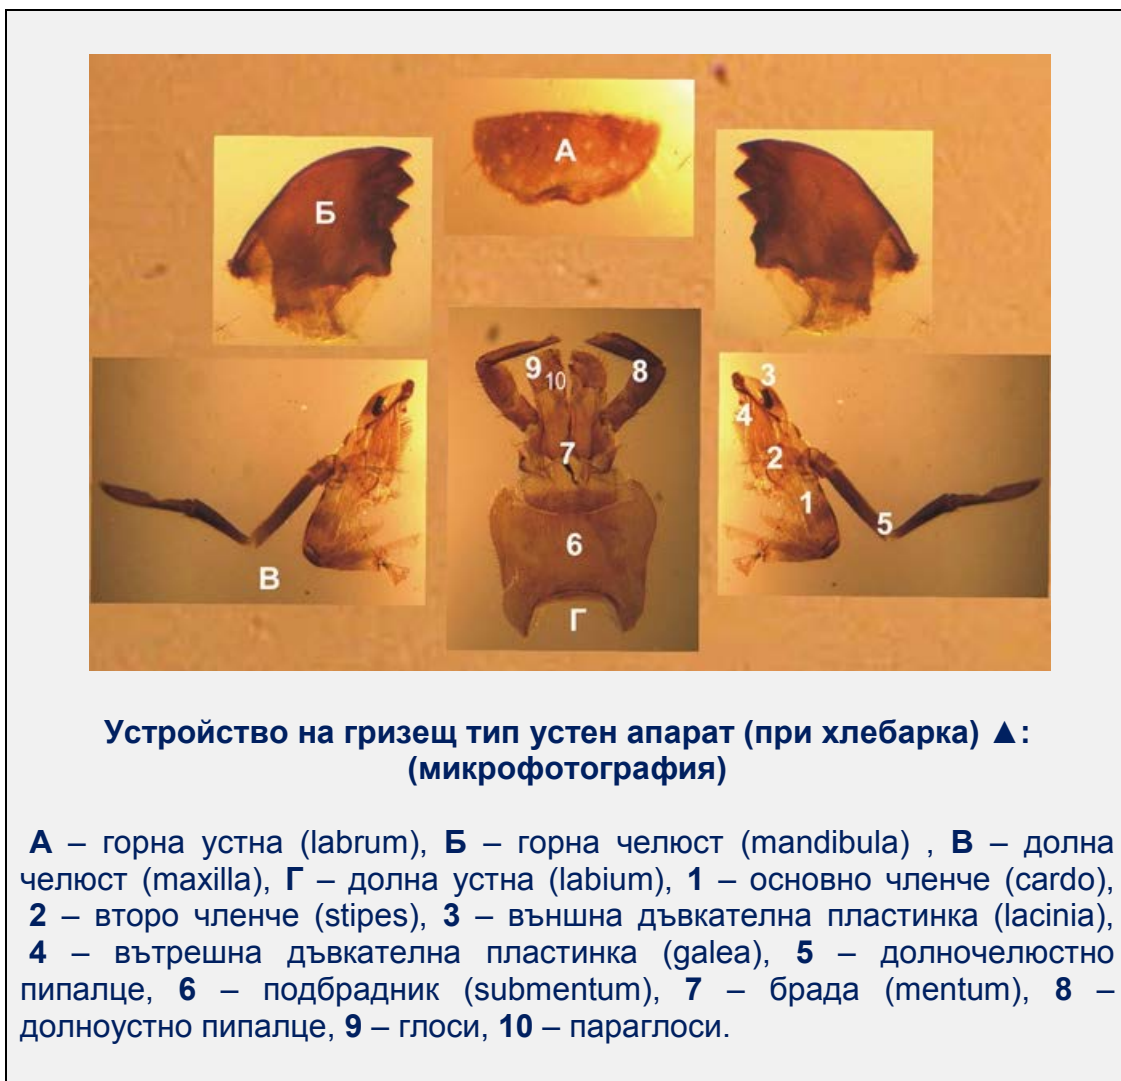 А
Б
9
10
8
7
6
Г
В
3
4
2
1
5
Устройство на гризещ тип устен апарат (при хлебарка) ▲:
(микрофотография)
А – горна устна (labrum), Б – горна челюст (mandibula) , В – долна
челюст (maxilla), Г – долна устна (labium), 1 – основно членче (cardo),
2 – второ членче (stipes), 3 – външна дъвкателна пластинка (lacinia),
4 – вътрешна дъвкателна пластинка (galea), 5 – долночелюстно
пипалце, 6 – подбрадник (submentum), 7 – брада (mentum), 8 –
долноустно пипалце, 9 – глоси, 10 – параглоси.